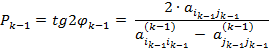 P_{k-1} = tg2φ_{k-1} = \frac{2 · a_{i_{k-1}j_{k-1}}}{a^{(k-1)}_{i_{k-1}i_{k-1}} - a^{(k-1)}_{j_{k-1}j_{k-1}}}